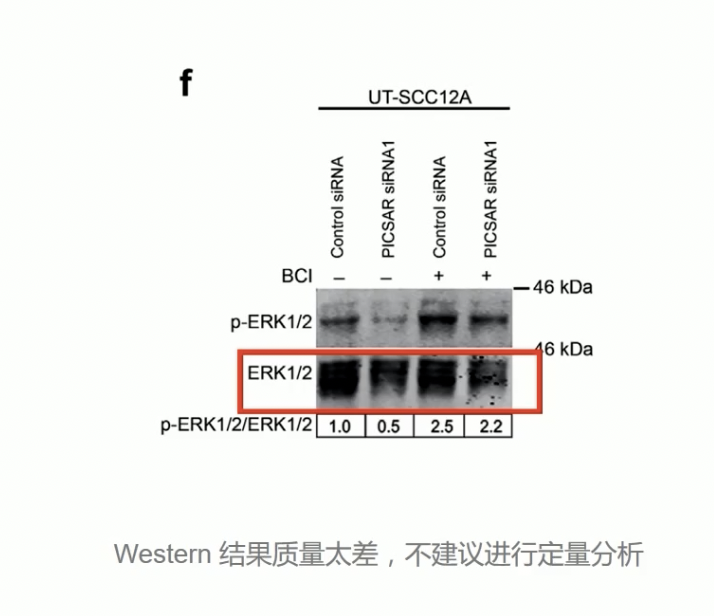 f
UT-SCC12A
Control siRNA
PICSAR siRNA1
Control siRNA
PICSAR siRNA1
BCI – – + +
46 kDa
p-ERK1/2
46 kDa
ERK1/2
p-ERK1/2/ERK1/2 1.0 0.5 2.5 2.2
Western 结果质量太差，不建议进行定量分析